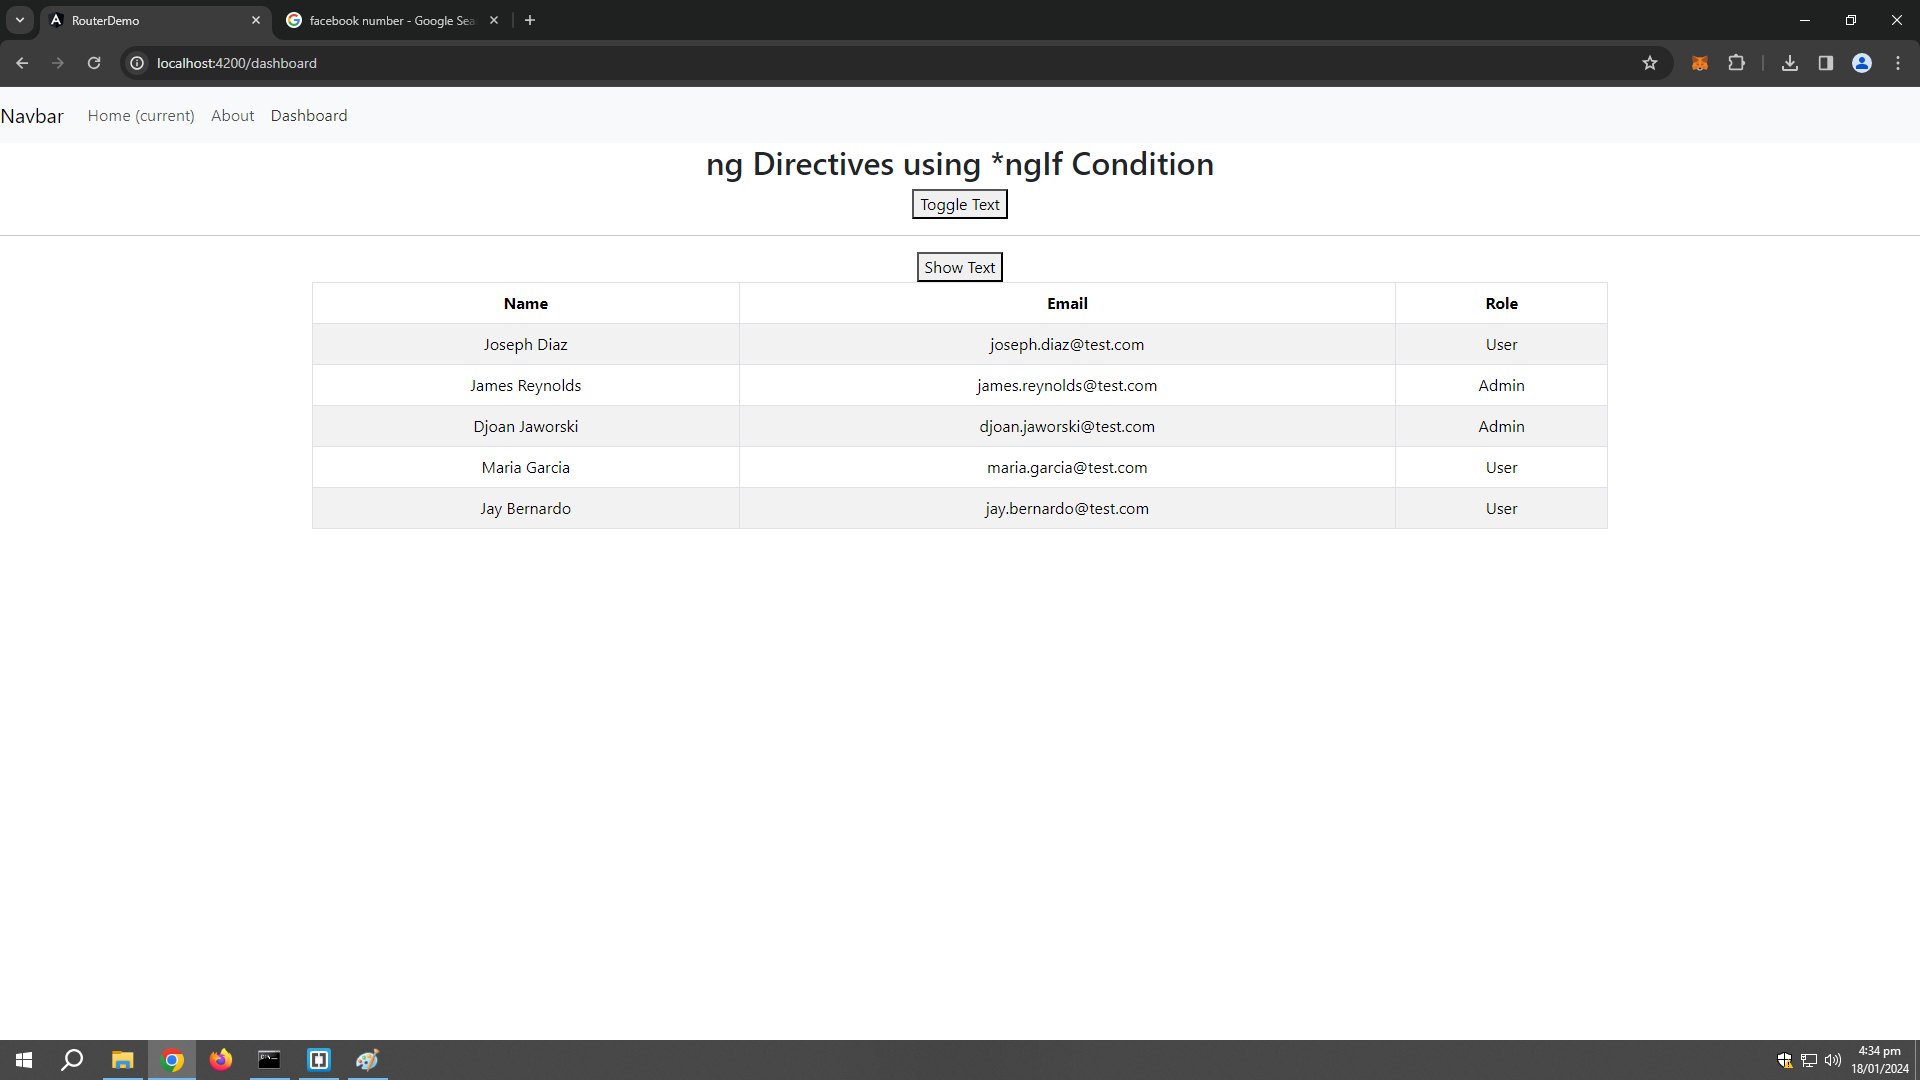 RouterDemo
facebook number - Google Sea
localhost:4200/dashboard
Navbar Home (current) About Dashboard
ng Directives using *ngIf Condition
Toggle Text
Show Text
Name Email Role
Joseph Diaz joseph.diaz@test.com User
James Reynolds james.reynolds@test.com Admin
Djoan Jaworski djoan.jaworski@test.com Admin
Maria Garcia maria.garcia@test.com User
Jay Bernardo jay.bernardo@test.com User
4:34 pm
18/01/2024